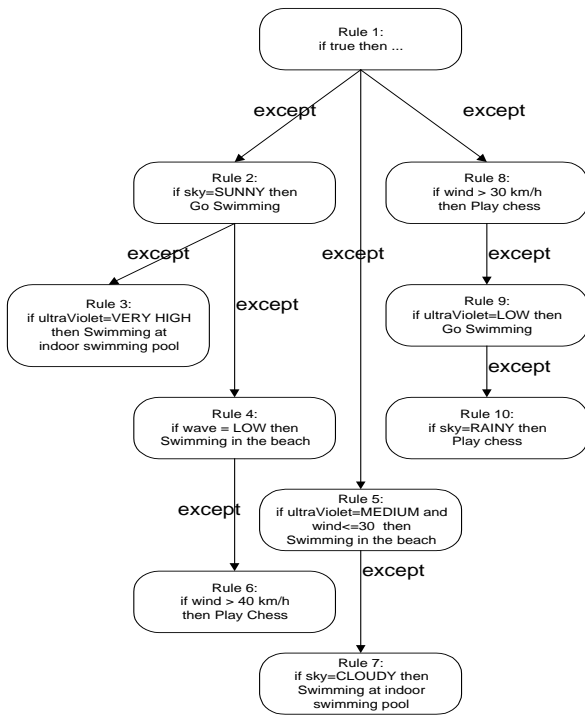 Rule 1:
if true then ...
except
except
except
Rule 2:
if sky=SUNNY then
Go Swimming
Rule 8:
if wind > 30 km/h
then Play chess
except
except
except
Rule 3:
if ultraViolet=VERY HIGH
then Swimming at
indoor swimming pool
Rule 9:
if ultraViolet=LOW then
Go Swimming
except
Rule 4:
if wave = LOW then
Swimming in the beach
Rule 10:
if sky=RAINY then
Play chess
except
Rule 5:
if ultraViolet=MEDIUM and
wind<=30 then
Swimming in the beach
except
Rule 6:
if wind > 40 km/h
then Play Chess
Rule 7:
if sky=CLOUDY then
Swimming at indoor
swimming pool